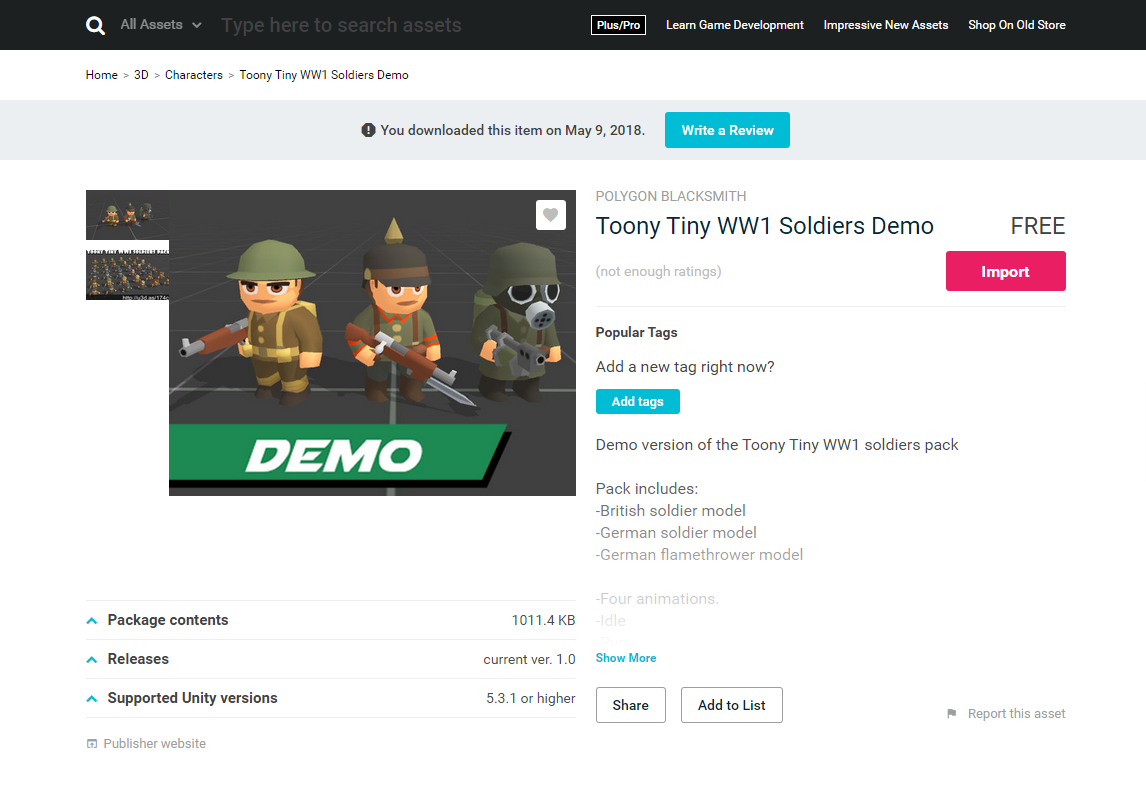 All Assets Type here to search assets Plus/Pro Learn Game Development Impressive New Assets Shop On Old Store
Home > 3D > Characters > Toony Tiny WW1 Soldiers Demo
You downloaded this item on May 9, 2018. Write a Review
Toony Tiny WW1 Soldiers pack
http://u3d.as/174c
DEMO
POLYGON BLACKSMITH
Toony Tiny WW1 Soldiers Demo FREE
(not enough ratings) Import
Popular Tags
Add a new tag right now?
Add tags
Demo version of the Toony Tiny WW1 soldiers pack
Pack includes:
-British soldier model
-German soldier model
-German flamethrower model
-Four animations.
-Idle
Show More
Share Add to List
Report this asset
Package contents 1011.4 KB
Releases current ver. 1.0
Supported Unity versions 5.3.1 or higher
Publisher website